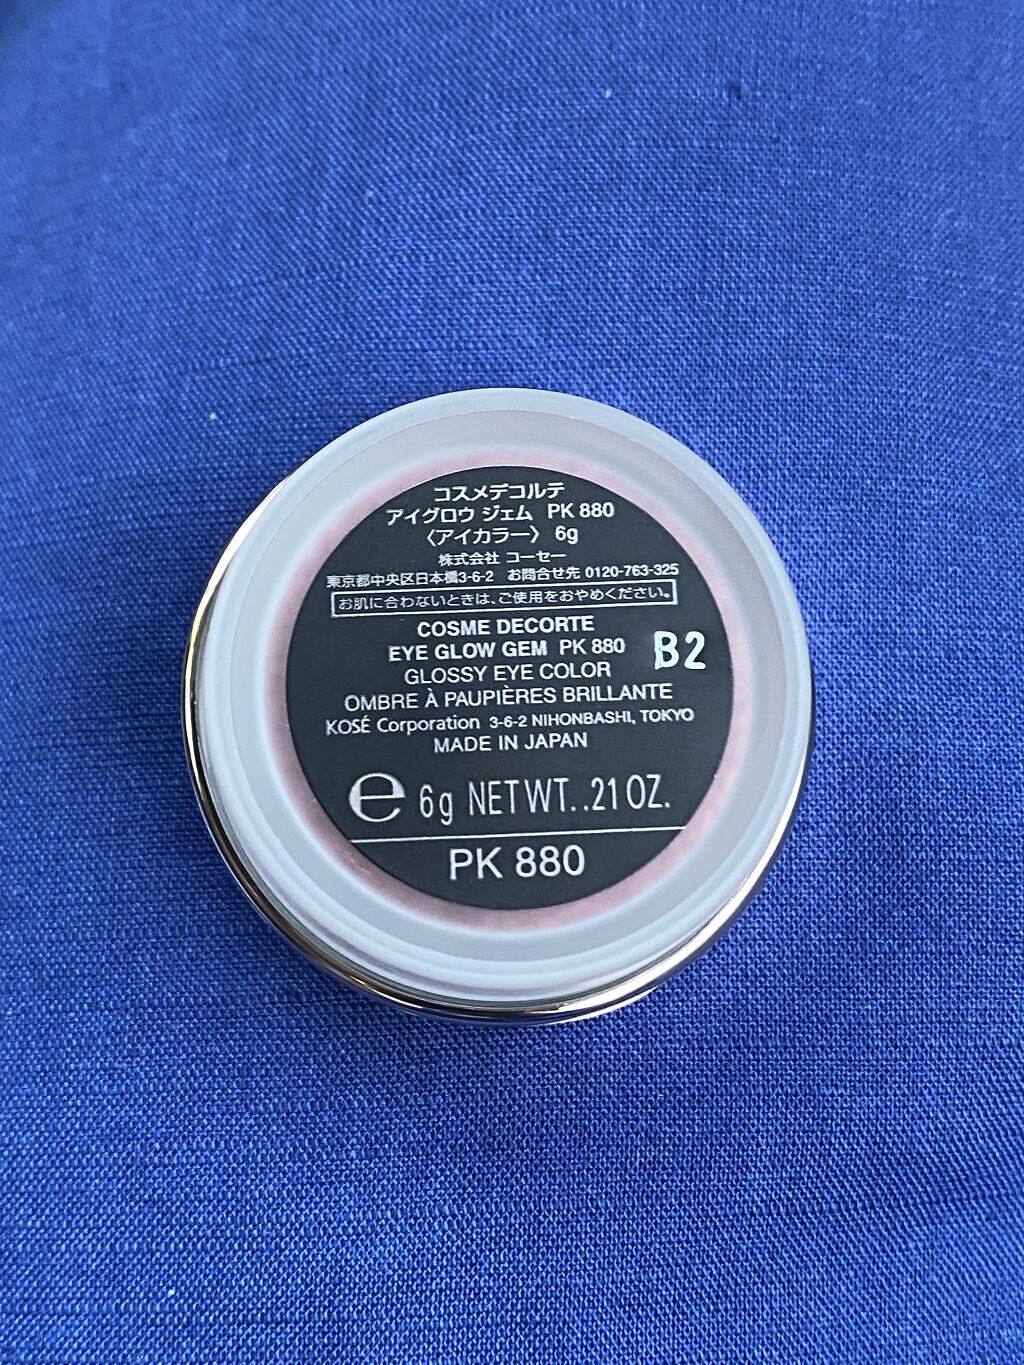 コスメデコルテ
アイグロウ ジェム PK 880
〈アイカラー〉 6g
株式会社 コーセー
東京都中央区日本橋3-6-2 お問合せ先 0120-763-325
お肌に合わないときは、ご使用をおやめください。
COSME DECORTE
EYE GLOW GEM PK 880
B2
GLOSSY EYE COLOR
OMBRE À PAUPIÈRES BRILLANTE
KOSÉ Corporation 3-6-2 NIHONBASHI, TOKYO
MADE IN JAPAN
℮ 6g NET WT. .21 OZ.
PK 880